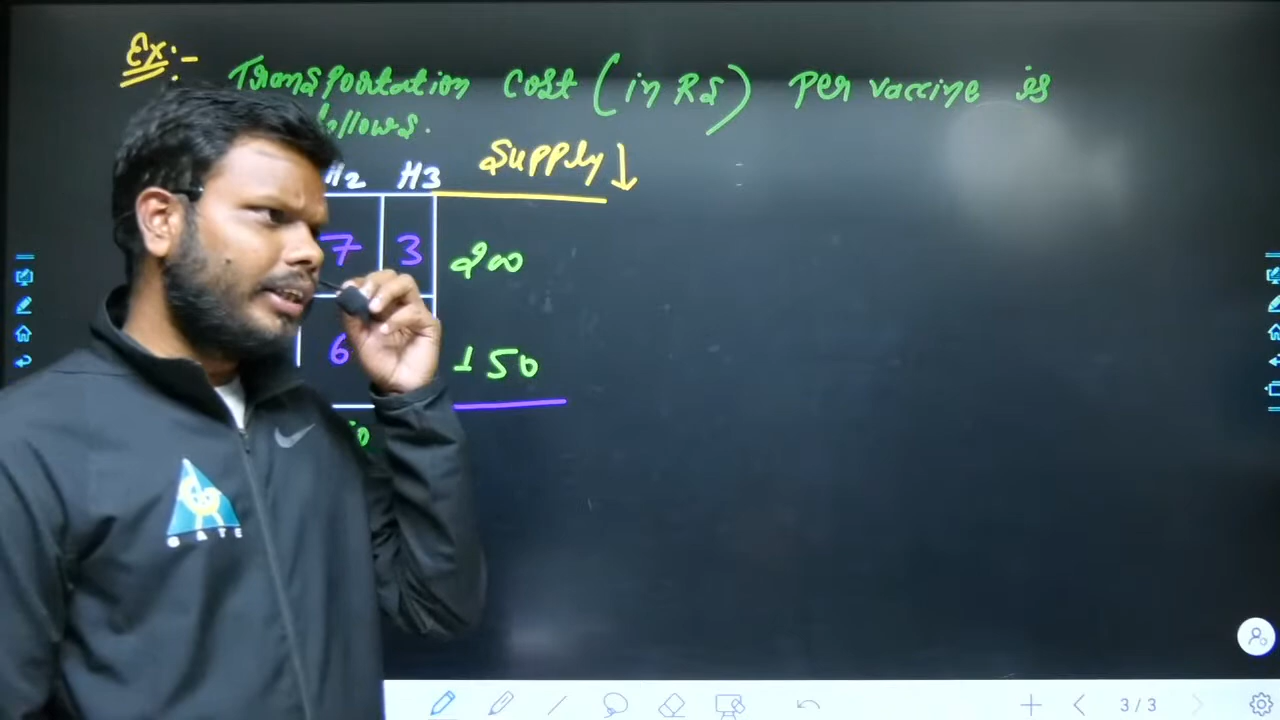 Ex:-
Transportation cost (in RS) per vaccine is
follows.
H2 H3 Supply ↓
7 3 200
6 150
GATE
3 / 3